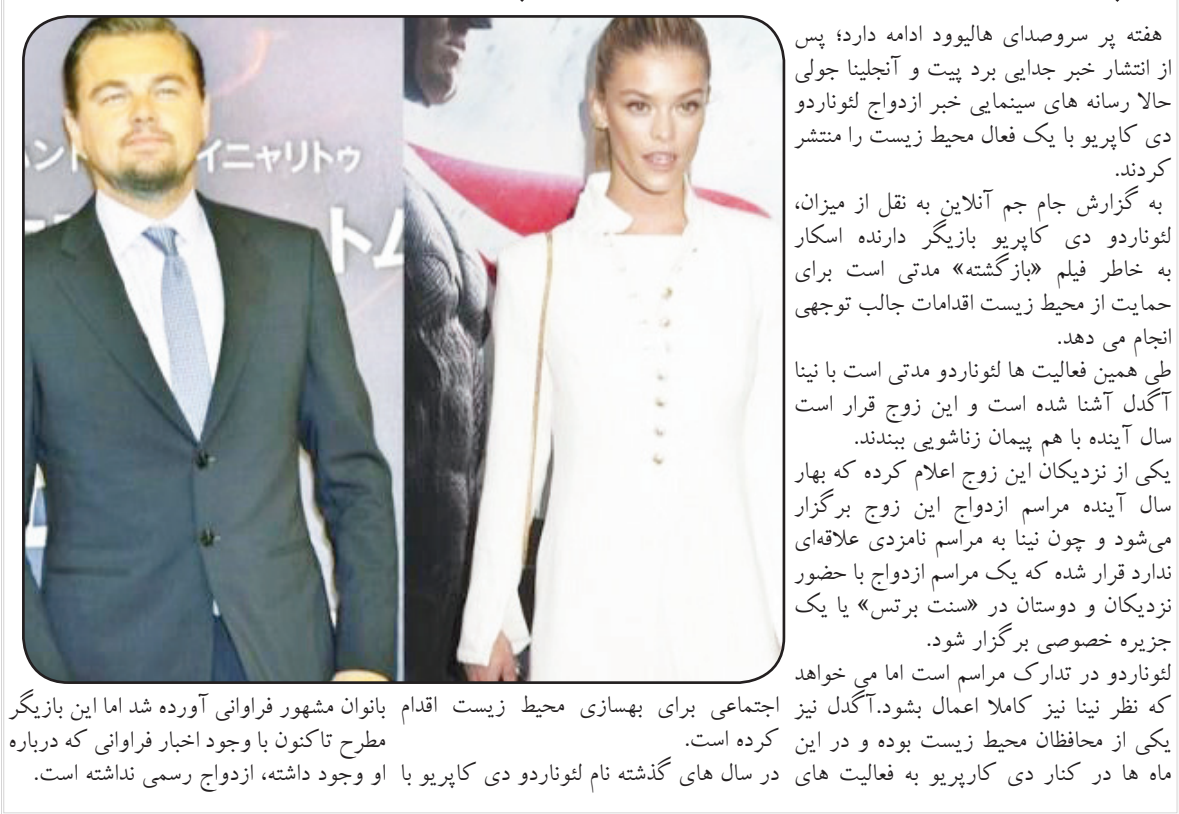 هفته پر سروصدای هالیوود ادامه دارد؛ پس
از انتشار خبر جدایی برد پیت و آنجلینا جولی
حالا رسانه های سینمایی خبر ازدواج لئوناردو
دی کاپریو با یک فعال محیط زیست را منتشر
کردند.
به گزارش جام جم آنلاین به نقل از میزان،
لئوناردو دی کاپریو بازیگر دارنده اسکار
به خاطر فیلم «بازگشته» مدتی است برای
حمایت از محیط زیست اقدامات جالب توجهی
انجام می دهد.
طی همین فعالیت ها لئوناردو مدتی است با نینا
آگدل آشنا شده است و این زوج قرار است
سال آینده با هم پیمان زناشویی ببندند.
یکی از نزدیکان این زوج اعلام کرده که بهار
سال آینده مراسم ازدواج این زوج برگزار
می‌شود و چون نینا به مراسم نامزدی علاقه‌ای
ندارد قرار شده که یک مراسم ازدواج با حضور
نزدیکان و دوستان در «سنت برتس» یا یک
جزیره خصوصی برگزار شود.
لئوناردو در تدارک مراسم است اما می خواهد
که نظر نینا نیز کاملا اعمال بشود.آگدل نیز
یکی از محافظان محیط زیست بوده و در این
ماه ها در کنار دی کارپریو به فعالیت های
اجتماعی برای بهسازی محیط زیست اقدام
کرده است.
در سال های گذشته نام لئوناردو دی کاپریو با
بانوان مشهور فراوانی آورده شد اما این بازیگر
مطرح تاکنون با وجود اخبار فراوانی که درباره
او وجود داشته، ازدواج رسمی نداشته است.
イニャリトゥ